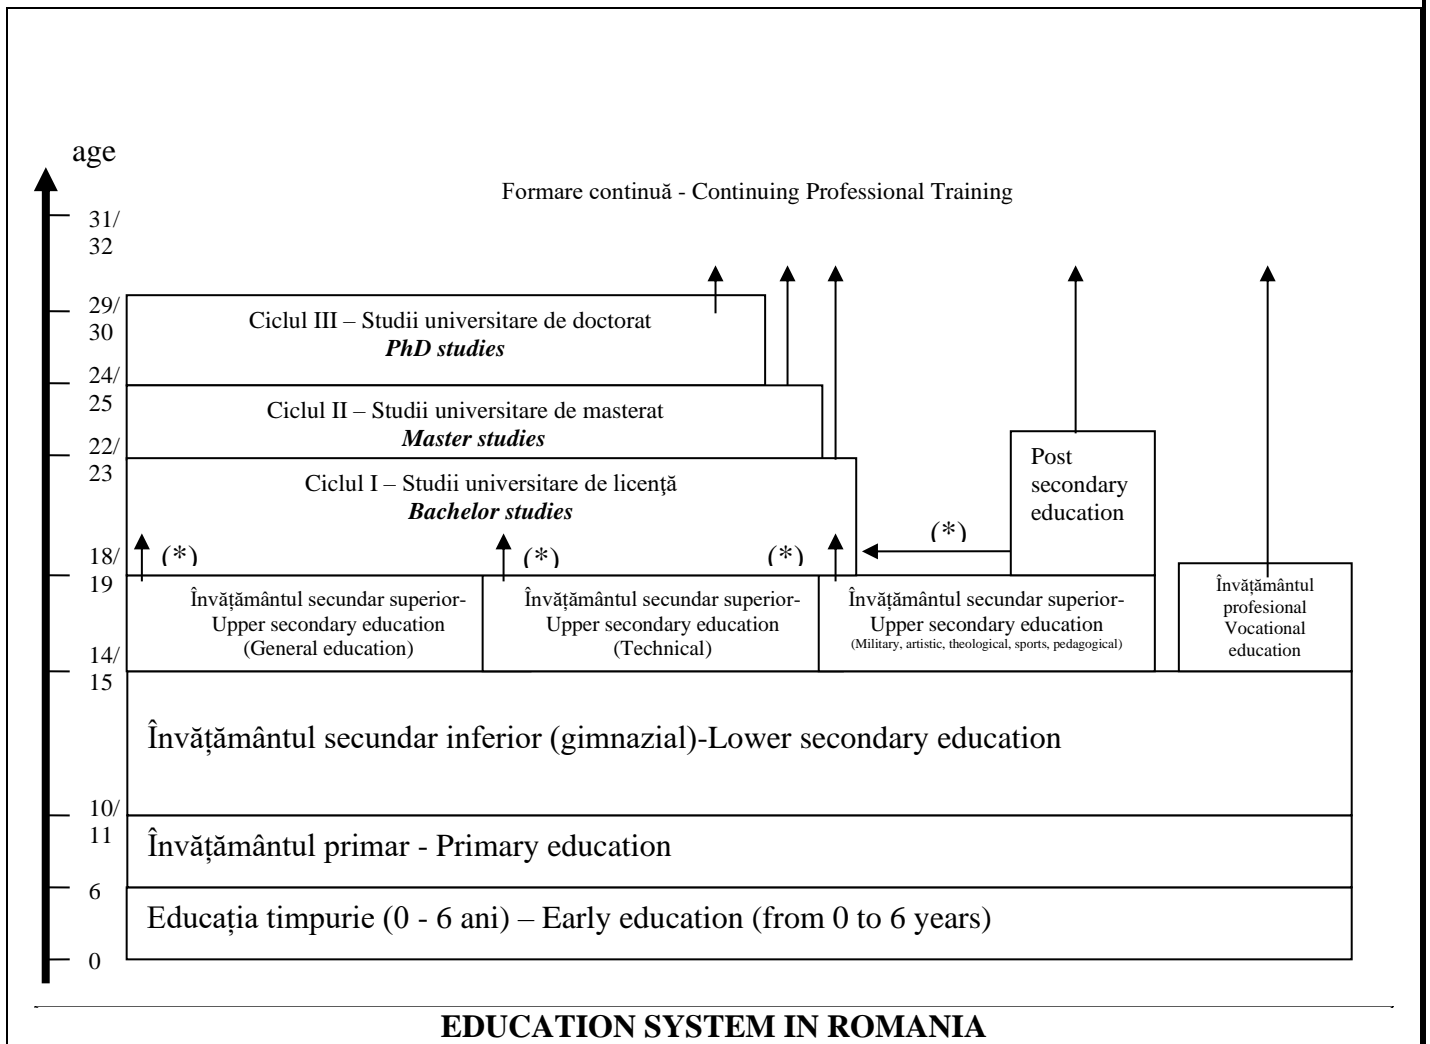 age
Formare continuă - Continuing Professional Training
31/
32
29/
30
Ciclul III – Studii universitare de doctorat
PhD studies
24/
25
Ciclul II – Studii universitare de masterat
Master studies
22/
23
Ciclul I – Studii universitare de licenţă
Bachelor studies
Post
secondary
education
(*)
(*)
(*)
(*)
18/
19
Învățământul secundar superior-
Upper secondary education
(General education)
Învățământul secundar superior-
Upper secondary education
(Technical)
Învățământul secundar superior-
Upper secondary education
(Military, artistic, theological, sports, pedagogical)
Învățământul
profesional
Vocational
education
14/
15
Învățământul secundar inferior (gimnazial)-Lower secondary education
10/
11
Învățământul primar - Primary education
6
Educația timpurie (0 - 6 ani) – Early education (from 0 to 6 years)
0
EDUCATION SYSTEM IN ROMANIA